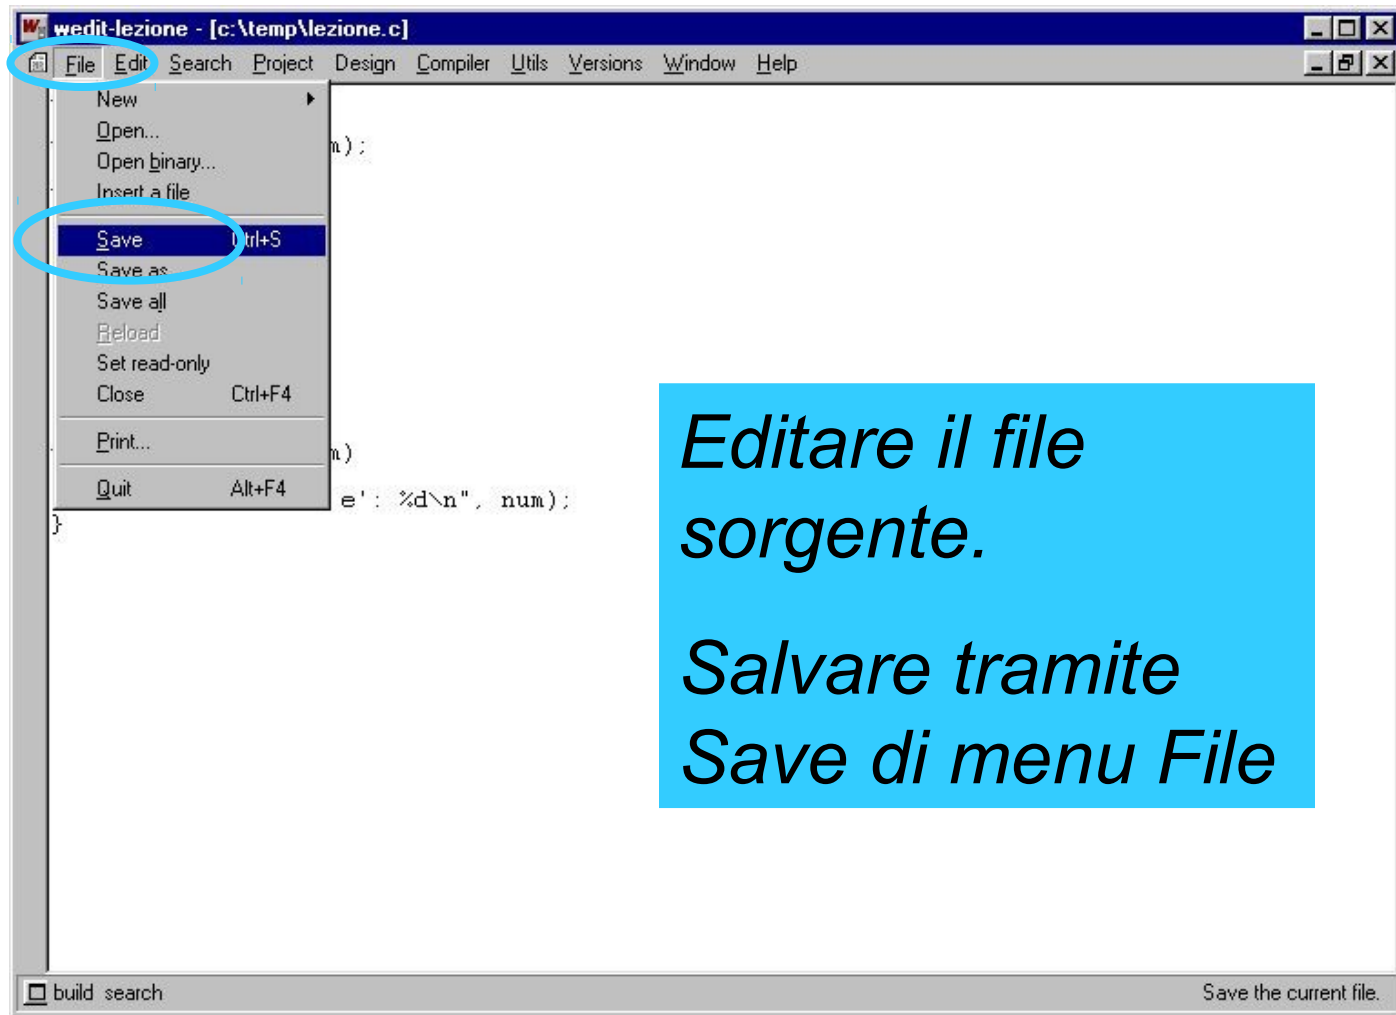 wedit-lezione - [c:\temp\lezione.c]
File Edit Search Project Design Compiler Utils Versions Window Help
New
Open...
Open binary...
Insert a file
Save Ctrl+S
Save as
Save all
Reload
Set read-only
Close Ctrl+F4
Print...
Quit Alt+F4
m);
m)
e': %d\n", num);
}
Editare il file
sorgente.
Salvare tramite
Save di menu File
build search
Save the current file.